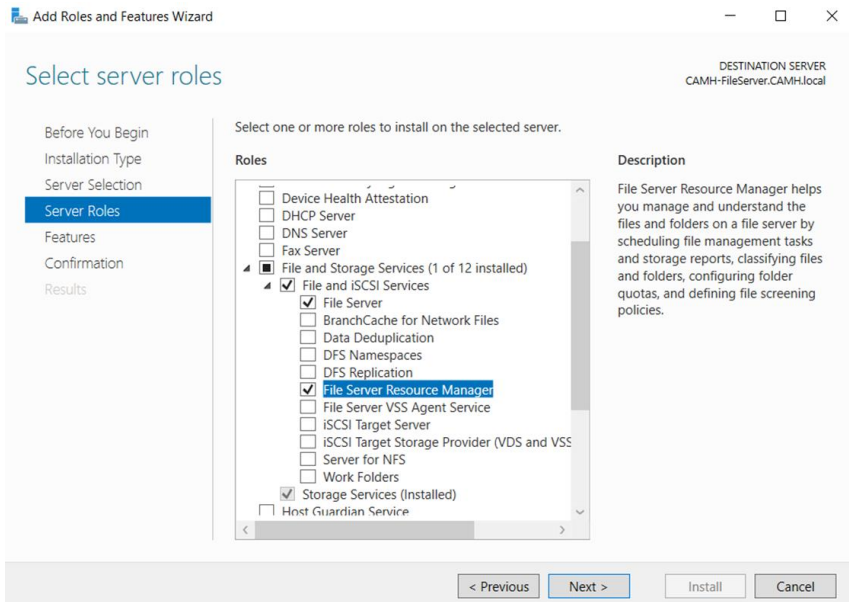 Add Roles and Features Wizard
Select server roles
DESTINATION SERVER
CAMH-FileServer.CAMH.local
Before You Begin
Installation Type
Server Selection
Server Roles
Features
Confirmation
Results
Select one or more roles to install on the selected server.
Roles
Device Health Attestation
DHCP Server
DNS Server
Fax Server
File and Storage Services (1 of 12 installed)
File and iSCSI Services
File Server
BranchCache for Network Files
Data Deduplication
DFS Namespaces
DFS Replication
File Server Resource Manager
File Server VSS Agent Service
iSCSI Target Server
iSCSI Target Storage Provider (VDS and VSS
Server for NFS
Work Folders
Storage Services (Installed)
Host Guardian Service
Description
File Server Resource Manager helps
you manage and understand the
files and folders on a file server by
scheduling file management tasks
and storage reports, classifying files
and folders, configuring folder
quotas, and defining file screening
policies.
< Previous
Next >
Install
Cancel